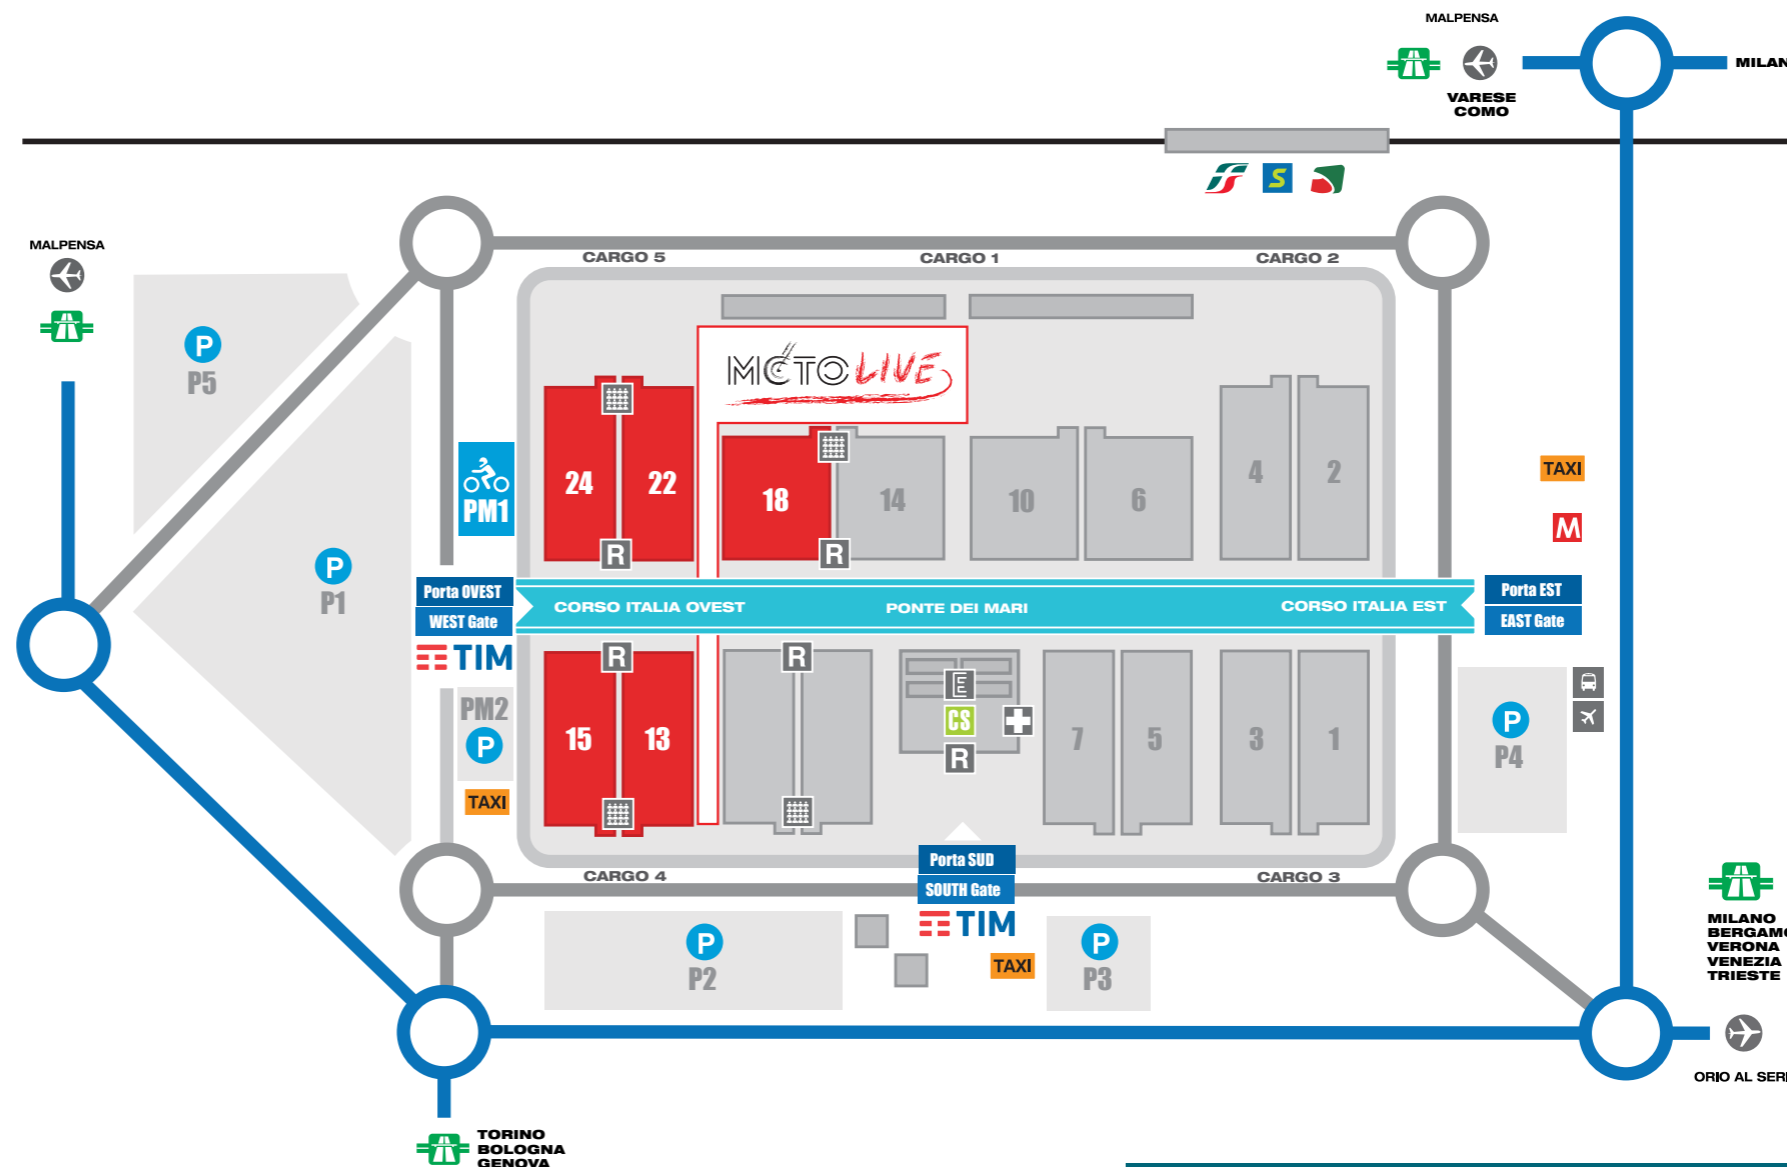 MALPENSA
VARESE
COMO
MILAN
S
MALPENSA
CARGO 5
CARGO 1
CARGO 2
P
P5
MOTO LIVE
PM1
24
22
18
14
10
6
4
2
TAXI
M
R
R
P
P1
Porta OVEST
WEST Gate
TIM
CORSO ITALIA OVEST
PONTE DEI MARI
CORSO ITALIA EST
Porta EST
EAST Gate
R
R
PM2
P
TAXI
15
13
E
CS
R
7
5
3
1
P
P4
Porta SUD
SOUTH Gate
TIM
CARGO 4
CARGO 3
P
P2
TAXI
P
P3
MILANO
BERGAMO
VERONA
VENEZIA
TRIESTE
ORIO AL SERI
TORINO
BOLOGNA
GENOVA